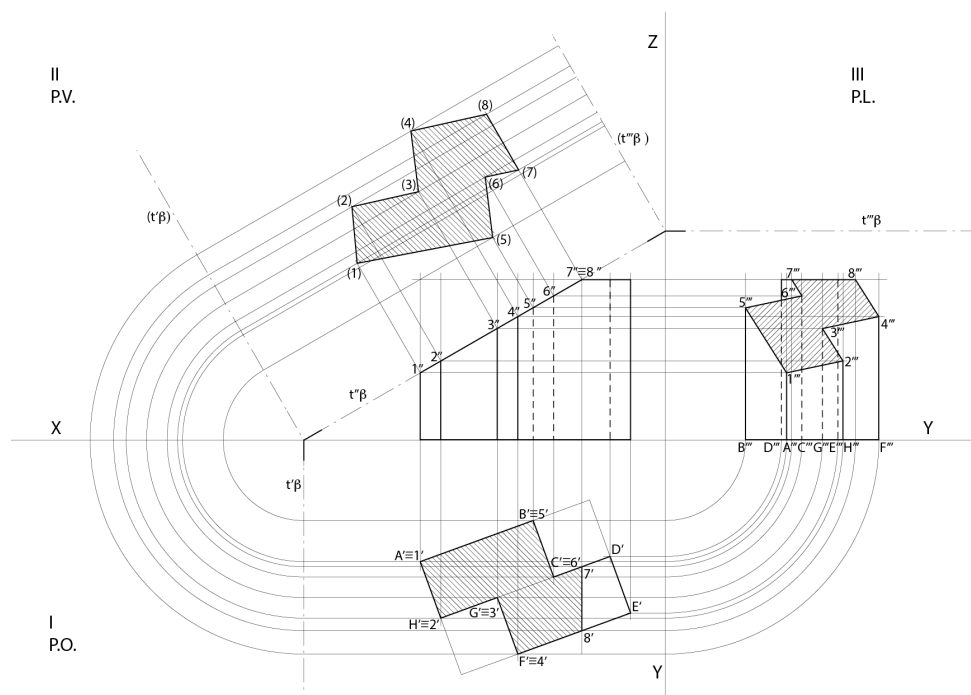 Z
II
P.V.
III
P.L.
(8)
(4)
(t‴β )
(7)
(6)
(3)
(2)
(t′β)
(5)
(1)
t‴β
7″≡8 ″
7‴
8‴
6″
6‴
5″
5‴
4″
4‴
3″
3‴
2″
2‴
1″
1‴
t″β
X
Y
B‴ D‴ A‴ C‴ G‴ E‴ H‴ F‴
t′β
B′≡5′
A′≡1′
D′
C′≡6′
7′
G′≡3′
E′
H′≡2′
8′
I
P.O.
F′≡4′
Y